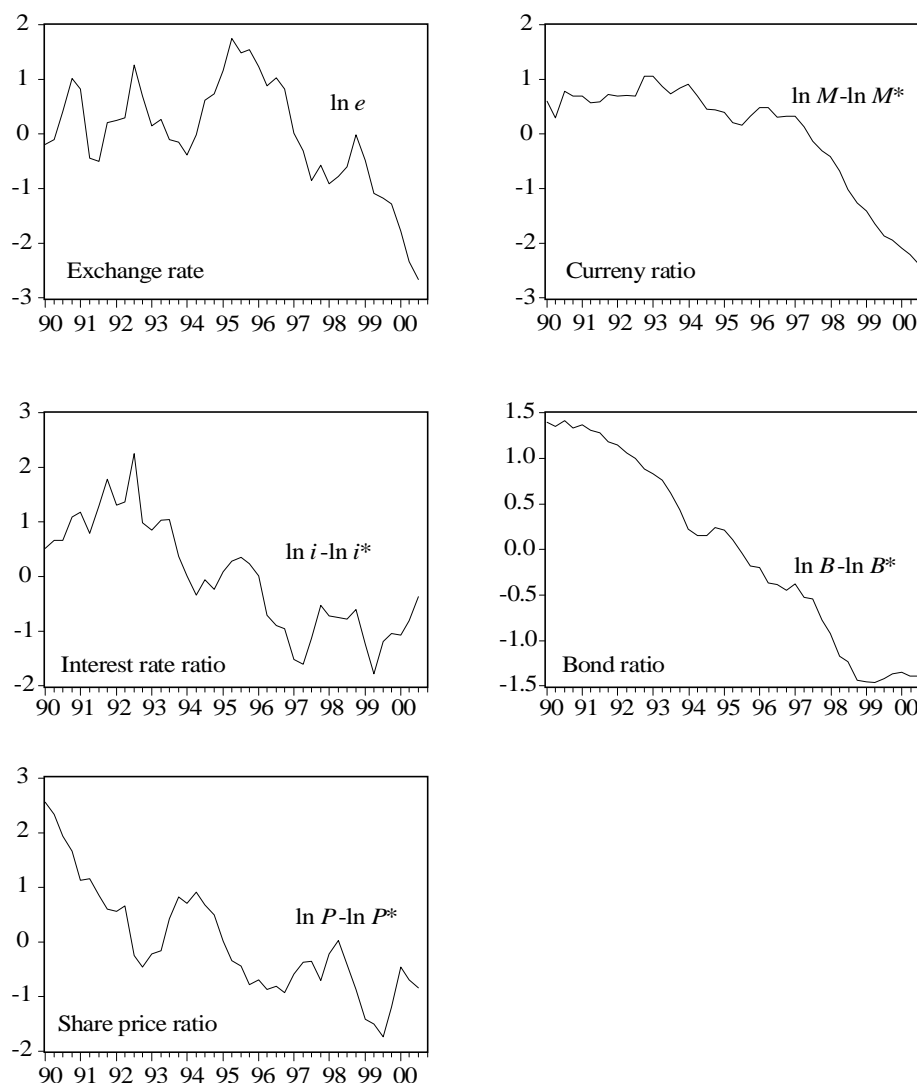 2
1
0
-1
-2
-3
ln e
Exchange rate
90 91 92 93 94 95 96 97 98 99 00
2
1
0
-1
-2
-3
ln M-ln M*
Curreny ratio
90 91 92 93 94 95 96 97 98 99 00
3
2
1
0
-1
-2
ln i-ln i*
Interest rate ratio
90 91 92 93 94 95 96 97 98 99 00
1.5
1.0
0.5
0.0
-0.5
-1.0
-1.5
ln B-ln B*
Bond ratio
90 91 92 93 94 95 96 97 98 99 00
3
2
1
0
-1
-2
ln P-ln P*
Share price ratio
90 91 92 93 94 95 96 97 98 99 00